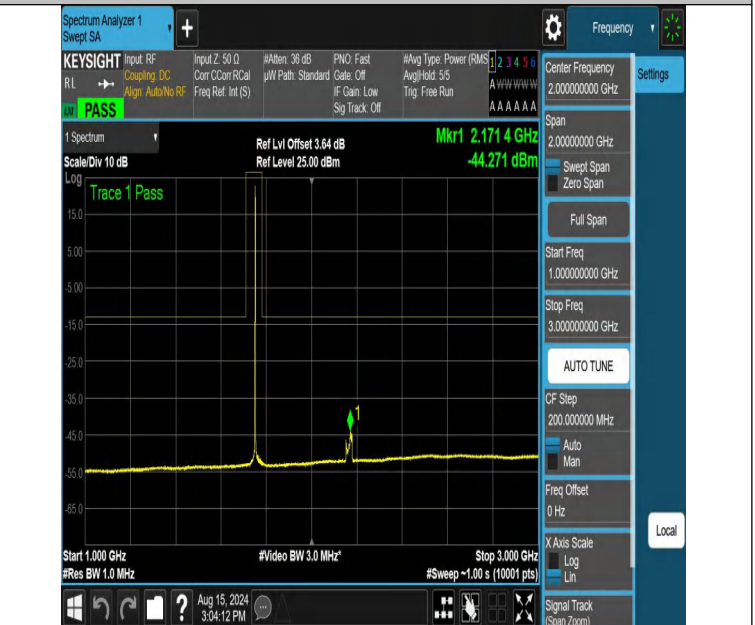 Spectrum Analyzer 1
Swept SA
Frequency
KEYSIGHT
RL
PASS
Input: RF
Coupling: DC
Align: Auto/No RF
Input Z: 50 Ω
Corr CCorr RCal
Freq Ref: Int (S)
#Atten: 36 dB
µW Path: Standard
PNO: Fast
Gate: Off
IF Gain: Low
Sig Track: Off
#Avg Type: Power (RMS
Avg|Hold: 5/5
Trig: Free Run
1 2 3 4 5 6
A W W W W W
A A A A A A
1 Spectrum
Scale/Div 10 dB
Ref Lvl Offset 3.64 dB
Ref Level 25.00 dBm
Mkr1 2.171 4 GHz
-44.271 dBm
Log
Trace 1 Pass
15.0
5.00
-5.00
-15.0
-25.0
-35.0
-45.0
-55.0
-65.0
1
Start 1.000 GHz
#Res BW 1.0 MHz
#Video BW 3.0 MHz*
Stop 3.000 GHz
#Sweep ~1.00 s (10001 pts)
Center Frequency
2.000000000 GHz
Settings
Span
2.00000000 GHz
Swept Span
Zero Span
Full Span
Start Freq
1.000000000 GHz
Stop Freq
3.000000000 GHz
AUTO TUNE
CF Step
200.000000 MHz
Auto
Man
Freq Offset
0 Hz
X Axis Scale
Log
Lin
Local
Signal Track
(Span Zoom)
?
Aug 15, 2024
3:04:12 PM